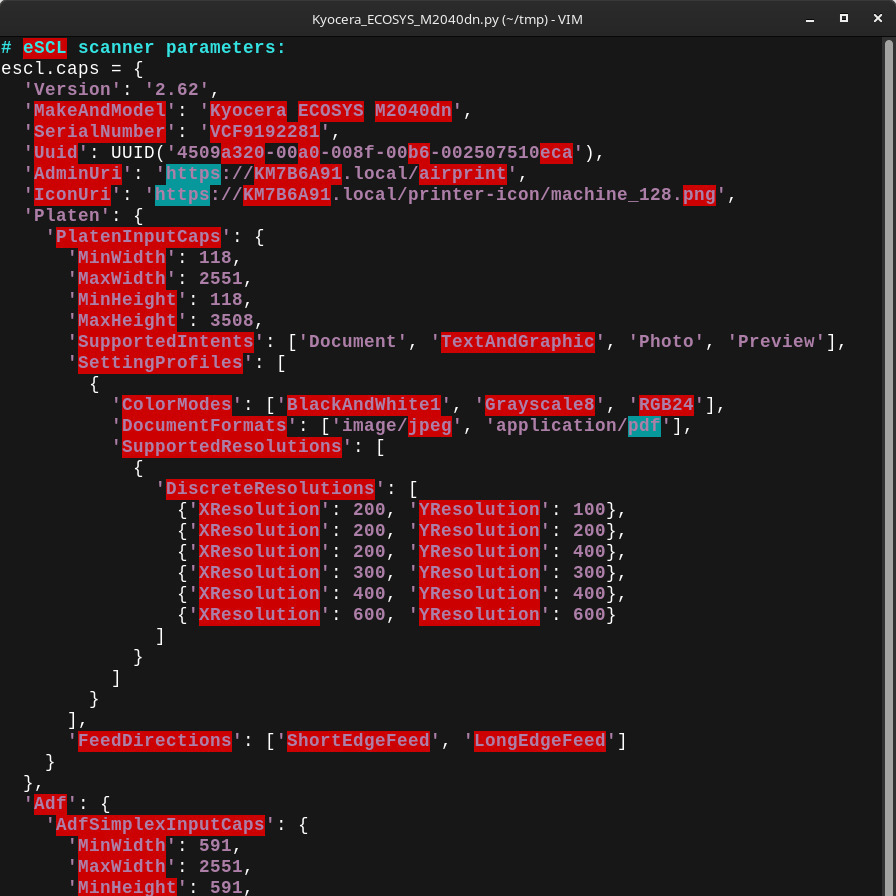 Kyocera_ECOSYS_M2040dn.py (~/tmp) - VIM
# eSCL scanner parameters:
escl.caps = {
  'Version': '2.62',
  'MakeAndModel': 'Kyocera ECOSYS M2040dn',
  'SerialNumber': 'VCF9192281',
  'Uuid': UUID('4509a320-00a0-008f-00b6-002507510eca'),
  'AdminUri': 'https://KM7B6A91.local/airprint',
  'IconUri': 'https://KM7B6A91.local/printer-icon/machine_128.png',
  'Platen': {
    'PlatenInputCaps': {
      'MinWidth': 118,
      'MaxWidth': 2551,
      'MinHeight': 118,
      'MaxHeight': 3508,
      'SupportedIntents': ['Document', 'TextAndGraphic', 'Photo', 'Preview'],
      'SettingProfiles': [
        {
          'ColorModes': ['BlackAndWhite1', 'Grayscale8', 'RGB24'],
          'DocumentFormats': ['image/jpeg', 'application/pdf'],
          'SupportedResolutions': [
            {
              'DiscreteResolutions': [
                {'XResolution': 200, 'YResolution': 100},
                {'XResolution': 200, 'YResolution': 200},
                {'XResolution': 200, 'YResolution': 400},
                {'XResolution': 300, 'YResolution': 300},
                {'XResolution': 400, 'YResolution': 400},
                {'XResolution': 600, 'YResolution': 600}
              ]
            }
          ]
        }
      ],
      'FeedDirections': ['ShortEdgeFeed', 'LongEdgeFeed']
    }
  },
  'Adf': {
    'AdfSimplexInputCaps': {
      'MinWidth': 591,
      'MaxWidth': 2551,
      'MinHeight': 591,